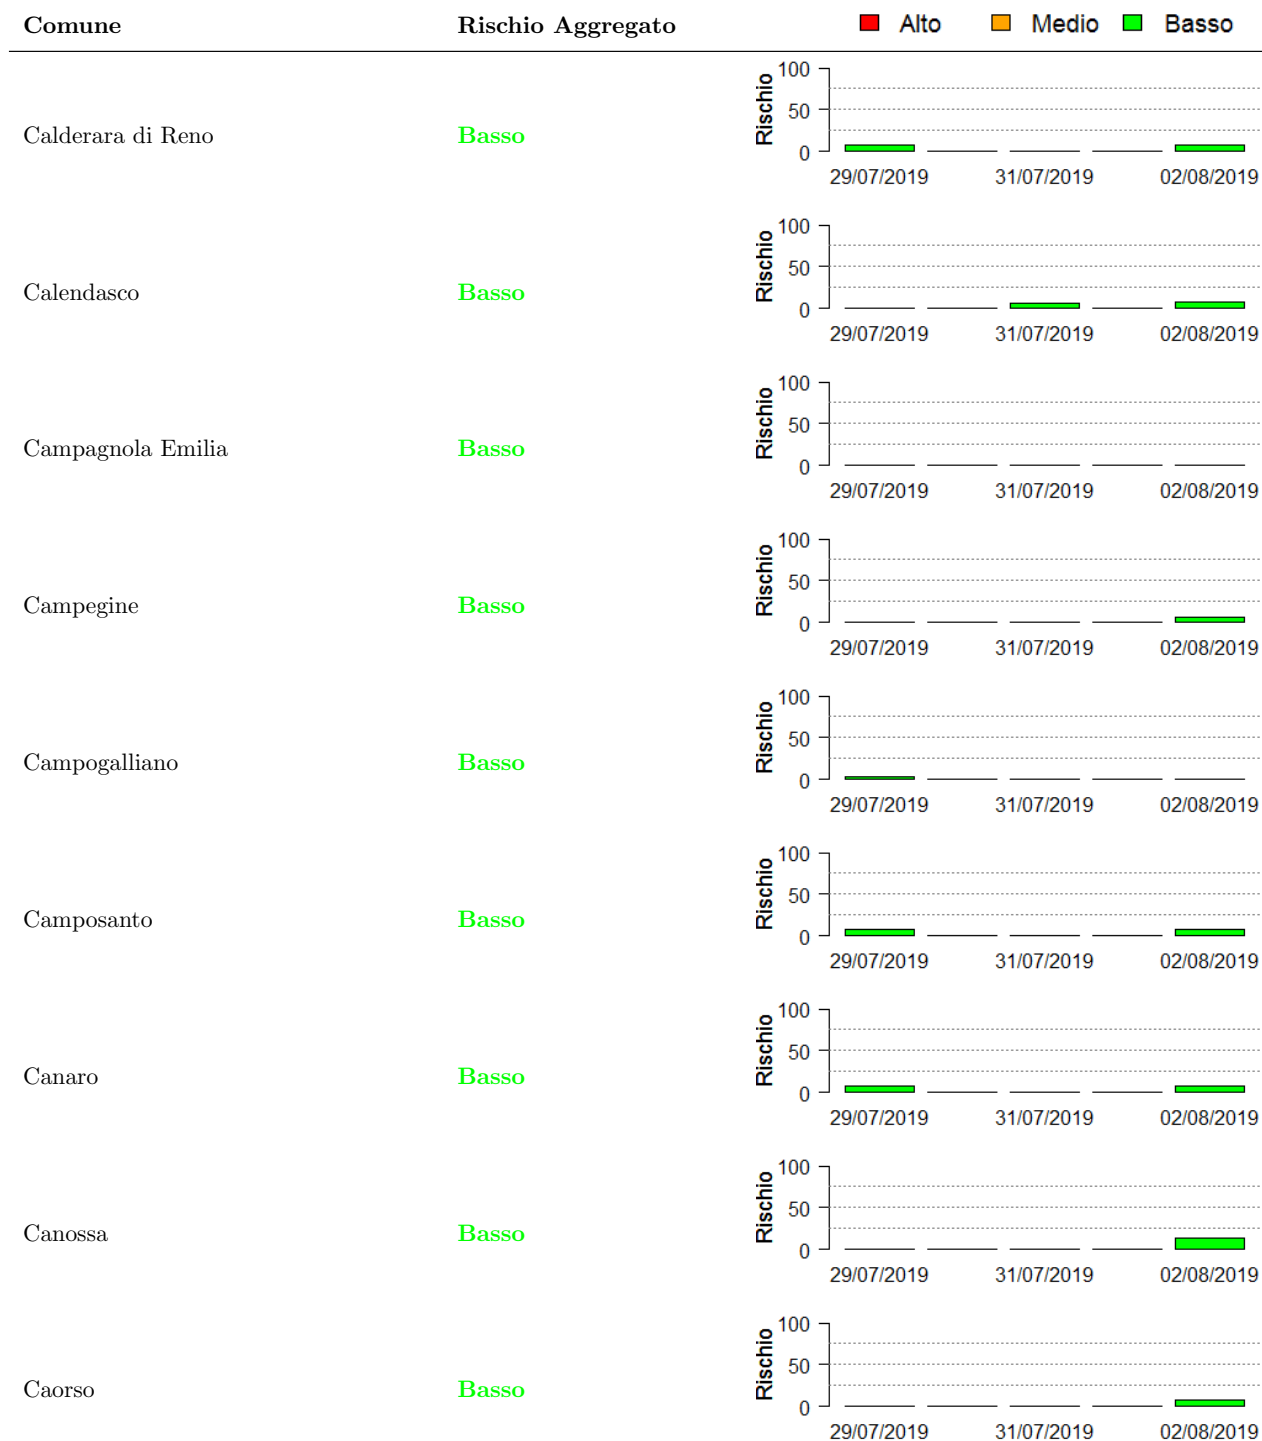 Comune Rischio Aggregato Alto Medio Basso
Calderara di Reno Basso Rischio 100 50 0
29/07/2019 31/07/2019 02/08/2019
Calendasco Basso Rischio 100 50 0
29/07/2019 31/07/2019 02/08/2019
Campagnola Emilia Basso Rischio 100 50 0
29/07/2019 31/07/2019 02/08/2019
Campegine Basso Rischio 100 50 0
29/07/2019 31/07/2019 02/08/2019
Campogalliano Basso Rischio 100 50 0
29/07/2019 31/07/2019 02/08/2019
Camposanto Basso Rischio 100 50 0
29/07/2019 31/07/2019 02/08/2019
Canaro Basso Rischio 100 50 0
29/07/2019 31/07/2019 02/08/2019
Canossa Basso Rischio 100 50 0
29/07/2019 31/07/2019 02/08/2019
Caorso Basso Rischio 100 50 0
29/07/2019 31/07/2019 02/08/2019